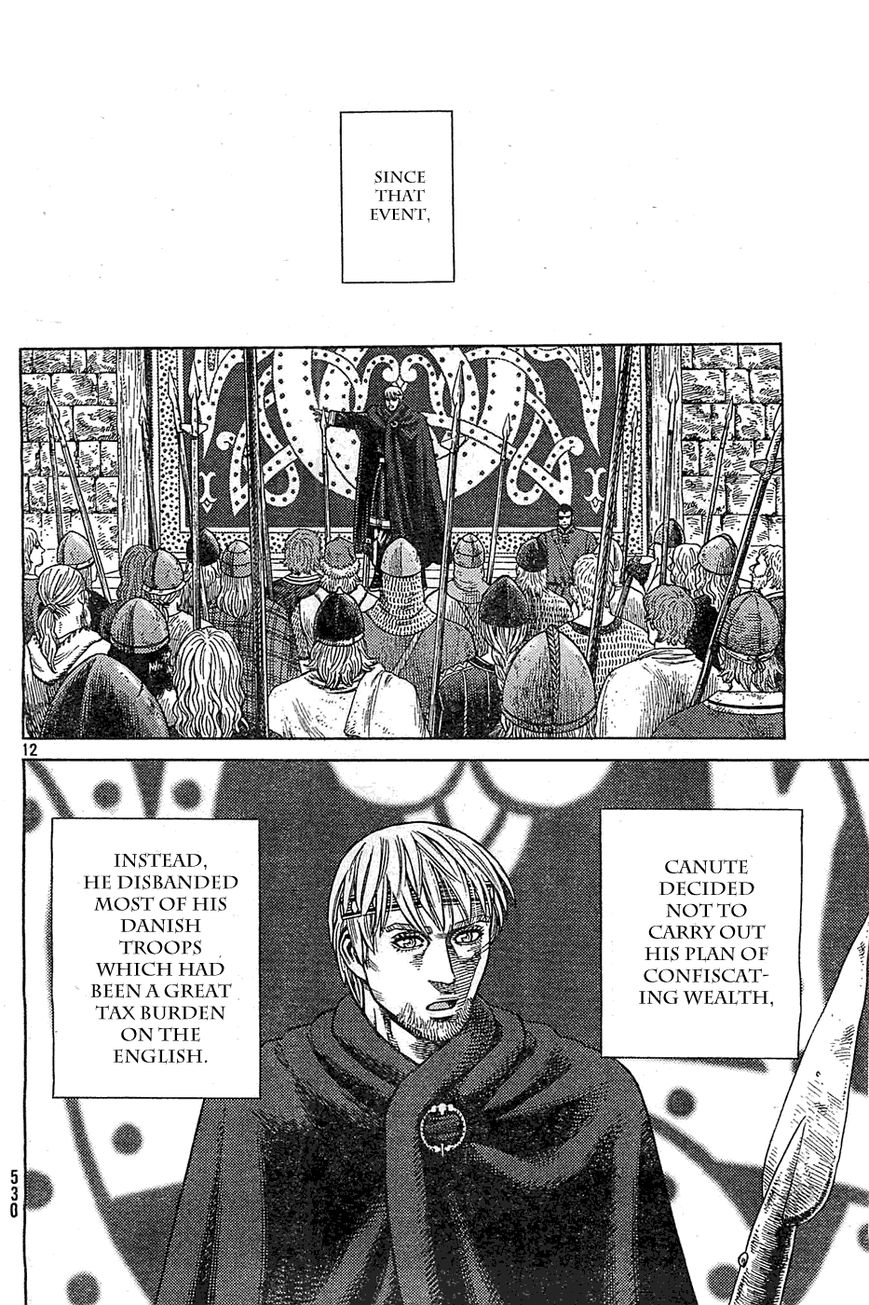 SINCE
THAT
EVENT,
12
CANUTE
DECIDED
NOT TO
CARRY OUT
HIS PLAN OF
CONFISCAT-
ING WEALTH,
INSTEAD,
HE DISBANDED
MOST OF HIS
DANISH
TROOPS
WHICH HAD
BEEN A GREAT
TAX BURDEN
ON THE
ENGLISH.
530